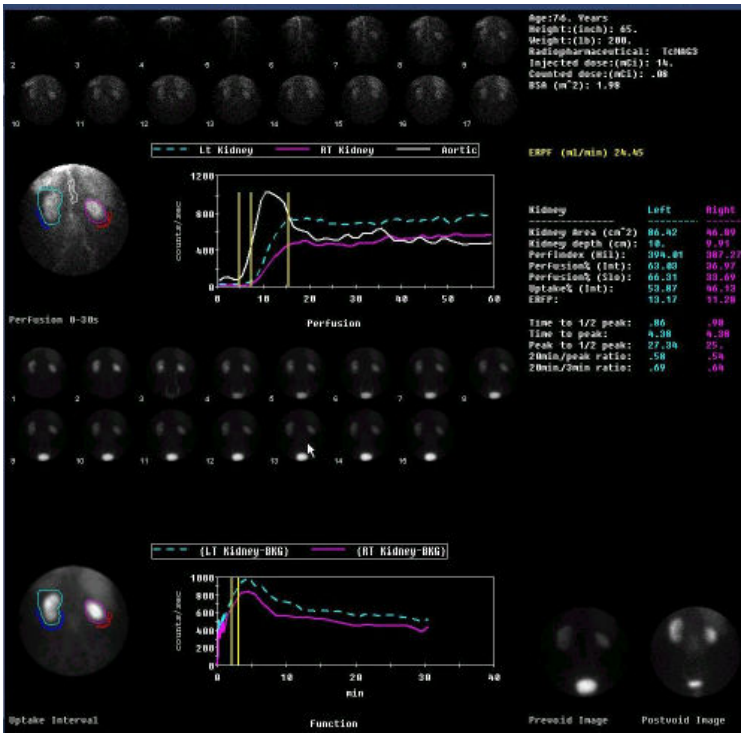 Age:76. Years
Height:(inch): 65.
Weight:(lb): 200.
Radiopharmaceutical: TcMAG3
Injected dose:(mCi): 14.
Counted dose:(mCi): .08
BSA (m^2): 1.98
2 3 4 5 6 7 8 9
10 11 12 13 14 15 16 17
Lt Kidney RT Kidney Aortic
ERPF (ml/min) 24.45
1200
800
400
0
counts/sec
0 10 20 30 40 50 60
Perfusion
Perfusion 0-30s
Kidney Left Right
Kidney Area (cm^2) 86.42 46.89
Kidney depth (cm): 10. 9.91
PerfIndex (Hil): 394.01 387.27
Perfusion% (Int): 63.03 36.97
Perfusion% (Slo): 66.31 33.69
Uptake% (Int): 53.87 46.13
ERFP: 13.17 11.28
Time to 1/2 peak: .86 .98
Time to peak: 4.38 4.38
Peak to 1/2 peak: 27.34 25.
20min/peak ratio: .58 .54
20min/3min ratio: .69 .64
1 2 3 4 5 6 7 8
9 10 11 12 13 14 15
(LT Kidney-BKG) (RT Kidney-BKG)
1000
800
600
400
200
0
counts/sec
0 10 20 30 40
min
Function
Uptake Interval
Prevoid Image
Postvoid Image